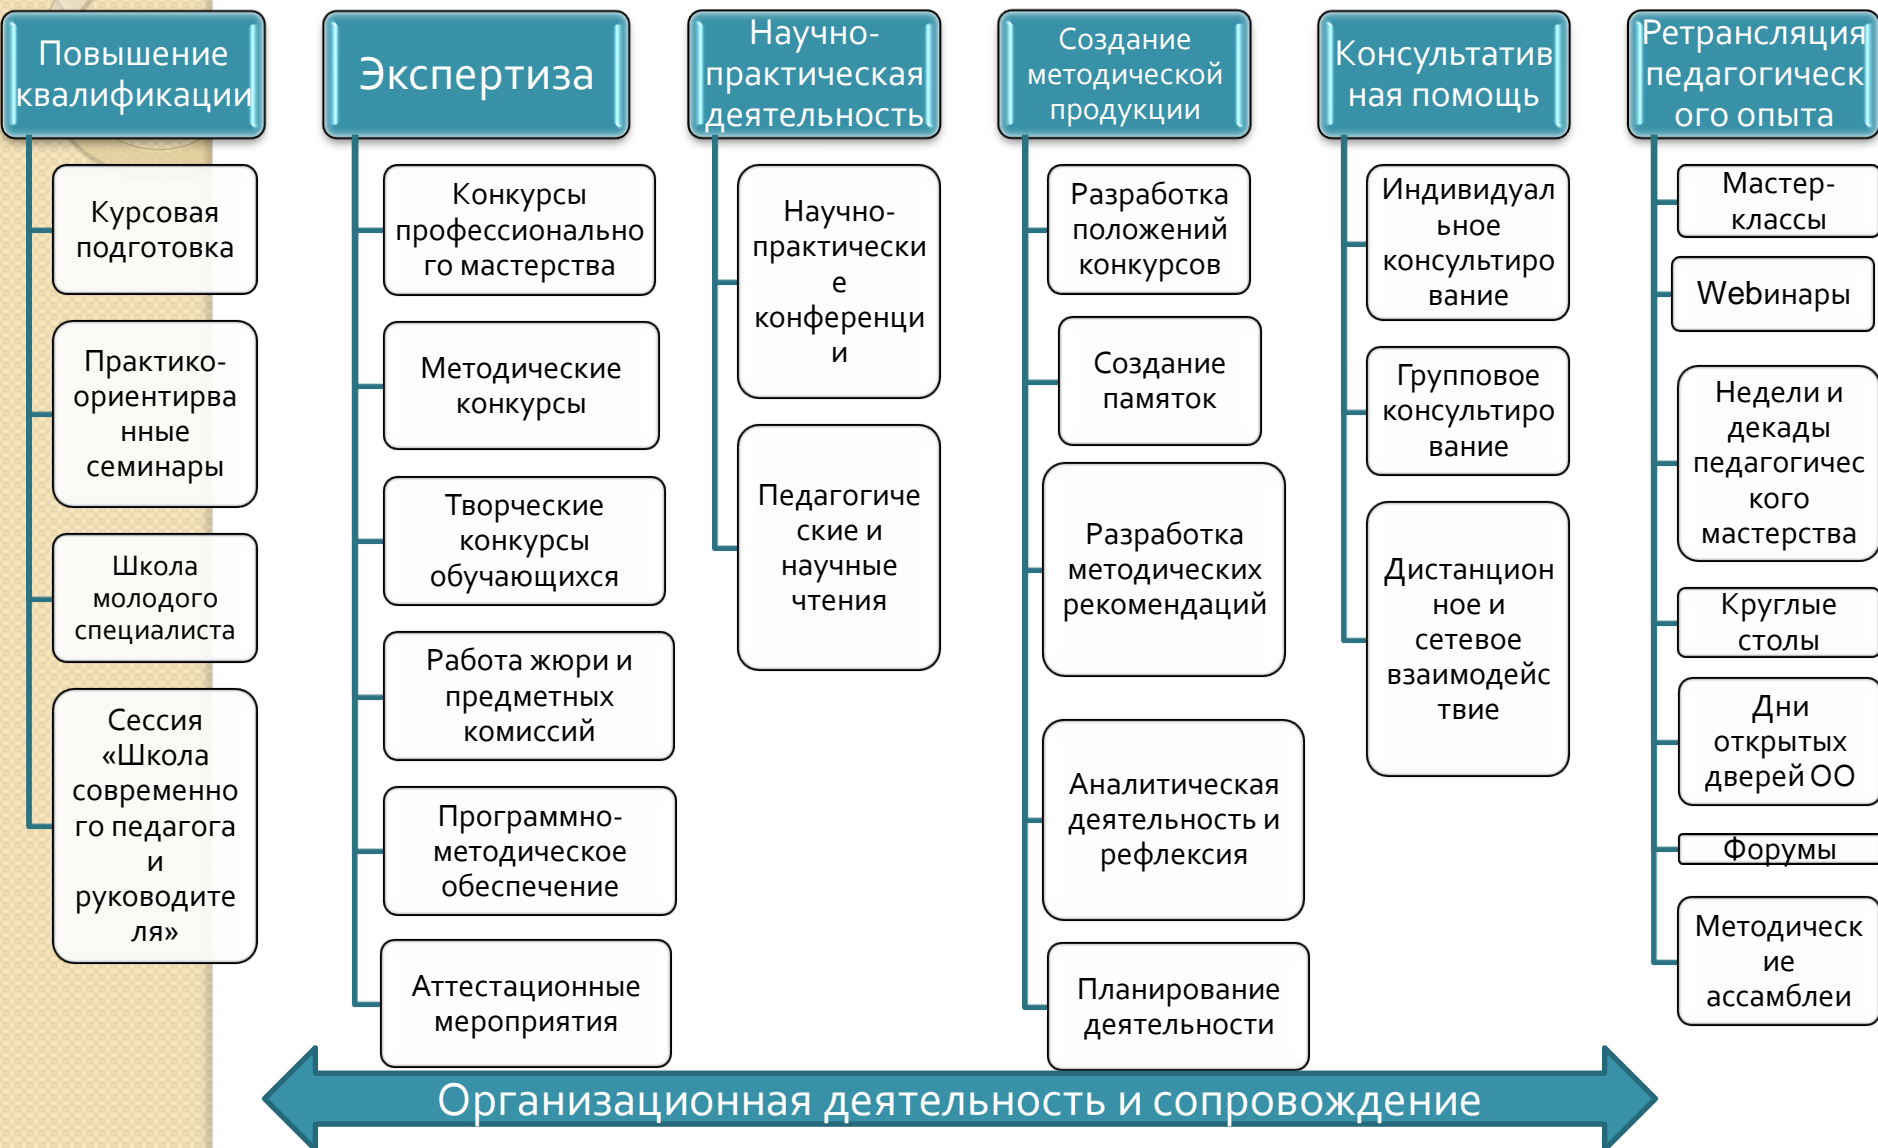 Повышение
квалификации
Курсовая
подготовка
Практико-
ориентирва
нные
семинары
Школа
молодого
специалиста
Сессия
«Школа
современно
го педагога
и
руководите
ля»
Экспертиза
Конкурсы
профессионально
го мастерства
Методические
конкурсы
Творческие
конкурсы
обучающихся
Работа жюри и
предметных
комиссий
Программно-
методическое
обеспечение
Аттестационные
мероприятия
Научно-
практическая
деятельность
Научно-
практически
е
конференци
и
Педагогиче
ские и
научные
чтения
Создание
методической
продукции
Разработка
положений
конкурсов
Создание
памяток
Разработка
методических
рекомендаций
Аналитическая
деятельность и
рефлексия
Планирование
деятельности
Консультатив
ная помощь
Индивидуал
ьное
консультиро
вание
Групповое
консультиро
вание
Дистанцион
ное и
сетевое
взаимодейс
твие
Ретрансляция
педагогическ
ого опыта
Мастер-
классы
Webинары
Недели и
декады
педагогичес
кого
мастерства
Круглые
столы
Дни
открытых
дверей ОО
Форумы
Методическ
ие
ассамблеи
Организационная деятельность и сопровождение